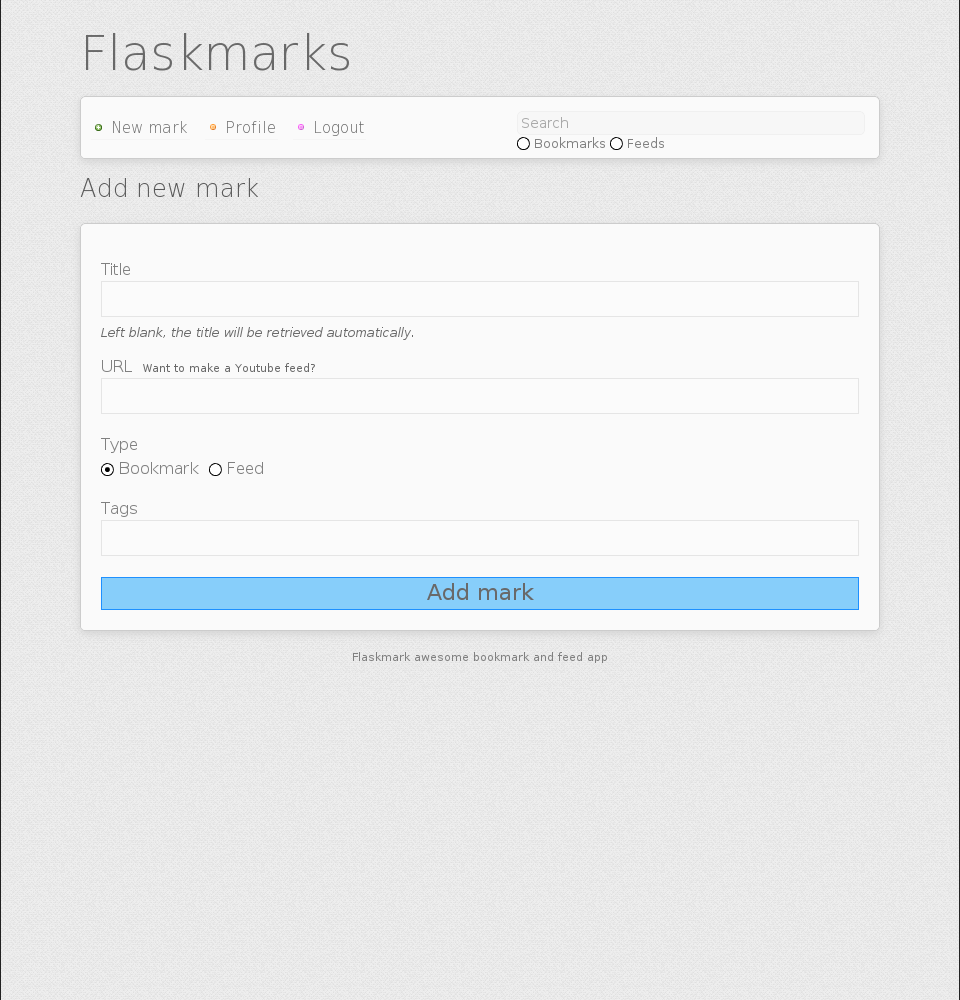 Flaskmarks
New mark Profile Logout
Search
Bookmarks Feeds
Add new mark
Title
Left blank, the title will be retrieved automatically.
URL Want to make a Youtube feed?
Type
Bookmark Feed
Tags
Add mark
Flaskmark awesome bookmark and feed app